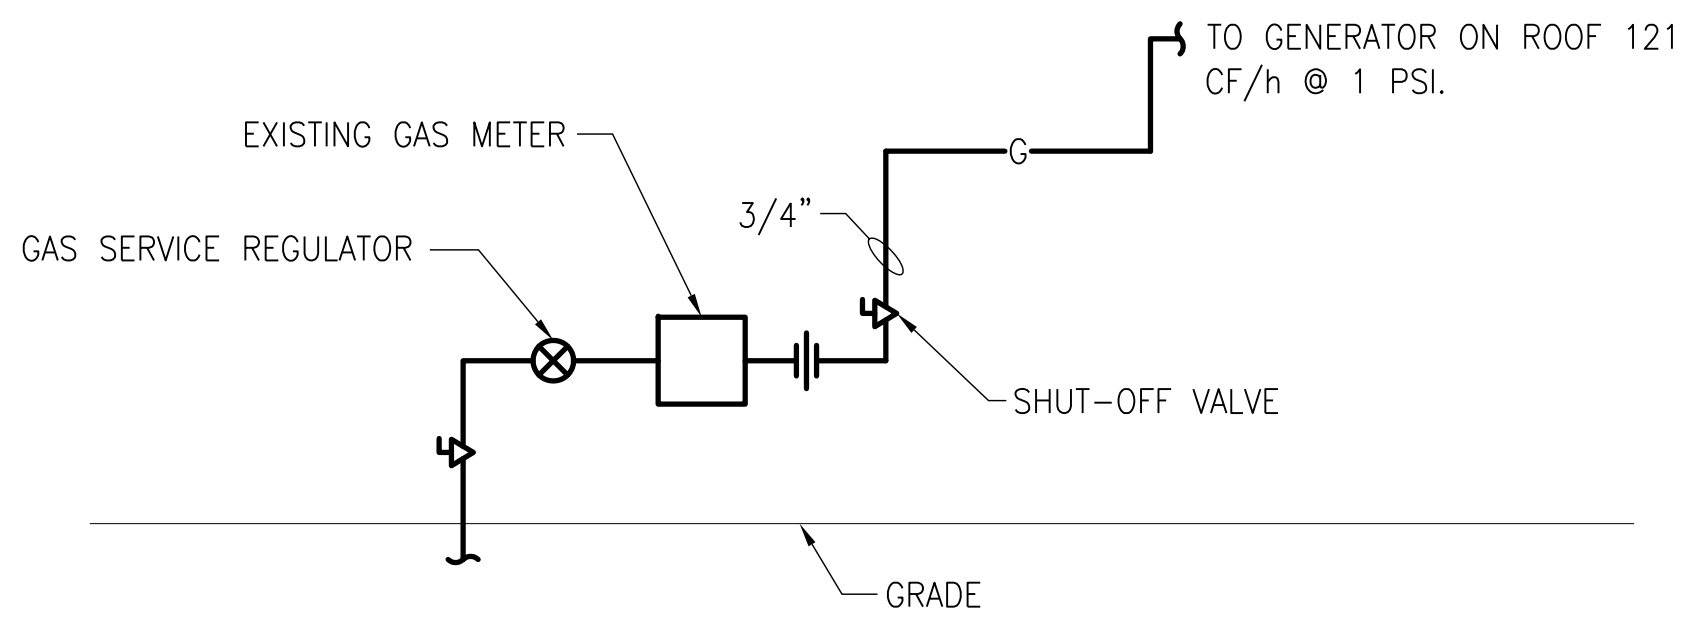 TO GENERATOR ON ROOF 121
CF/h @ 1 PSI.
EXISTING GAS METER
G
3/4”
GAS SERVICE REGULATOR
SHUT-OFF VALVE
GRADE